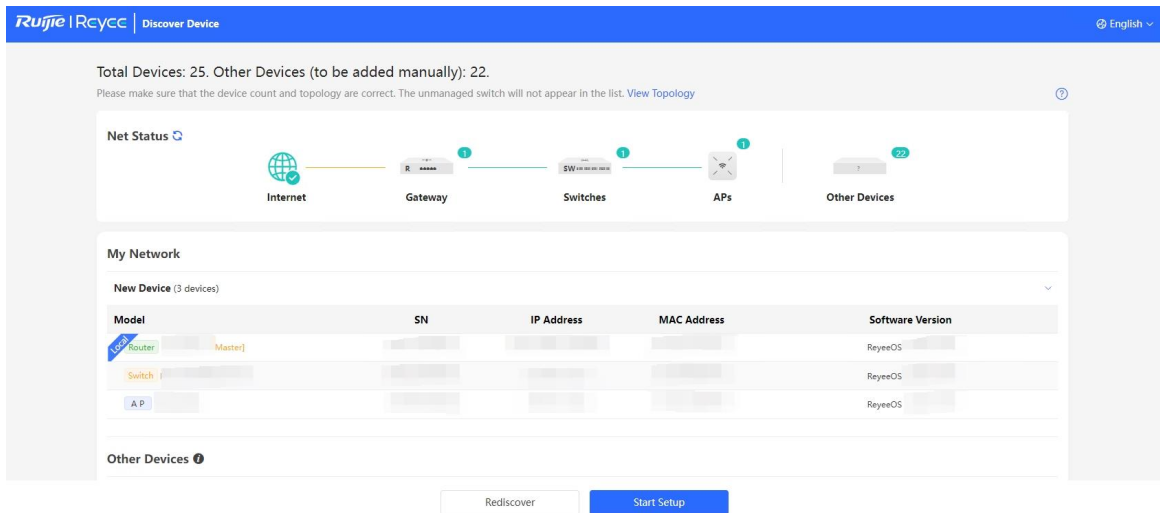 Ruijie | Reyee | Discover Device
English
Total Devices: 25. Other Devices (to be added manually): 22.
Please make sure that the device count and topology are correct. The unmanaged switch will not appear in the list. View Topology
Net Status
1
1
1
22
R
SW
?
Internet
Gateway
Switches
APs
Other Devices
My Network
New Device (3 devices)
Model SN IP Address MAC Address Software Version
Local
Router Master] ReyeeOS
Switch ReyeeOS
A P ReyeeOS
Other Devices
Rediscover
Start Setup